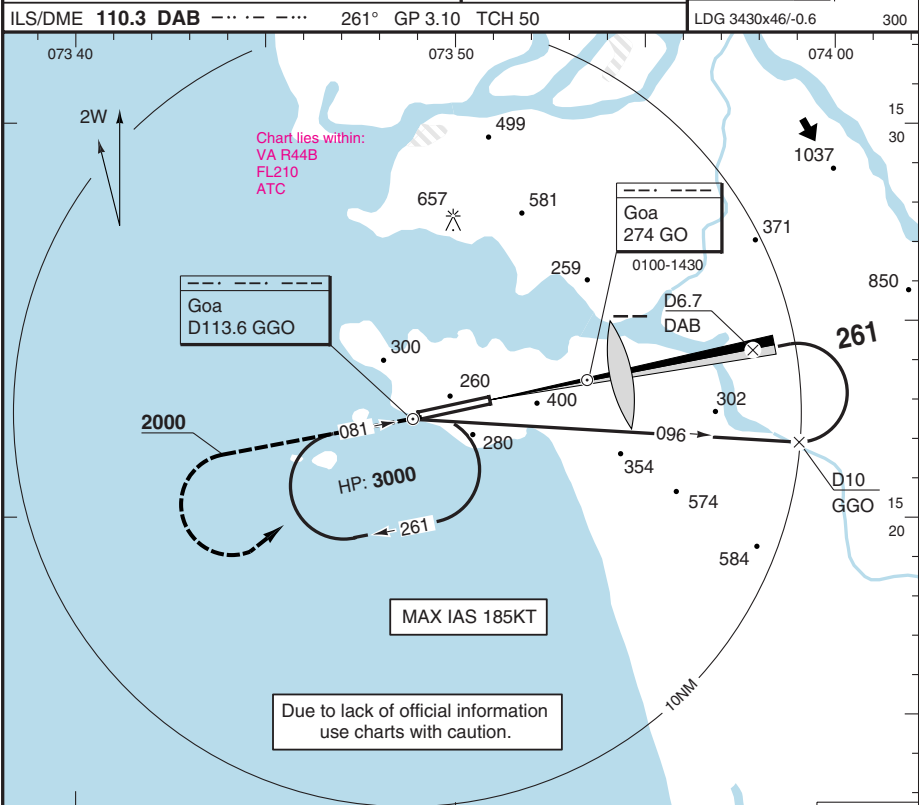 ILS/DME 110.3 DAB 261° GP 3.10 TCH 50
LDG 3430x46/-0.6 300
073 40
073 50
074 00
2W
15
30
Chart lies within:
VA R44B
FL210
ATC
499
1037
657
581
Goa
274 GO
0100-1430
371
259
850
Goa
D113.6 GGO
D6.7
DAB
261
300
260
400
302
2000
081
280
096
354
HP: 3000
574
D10
GGO
15
20
261
584
MAX IAS 185KT
10NM
Due to lack of official information
use charts with caution.